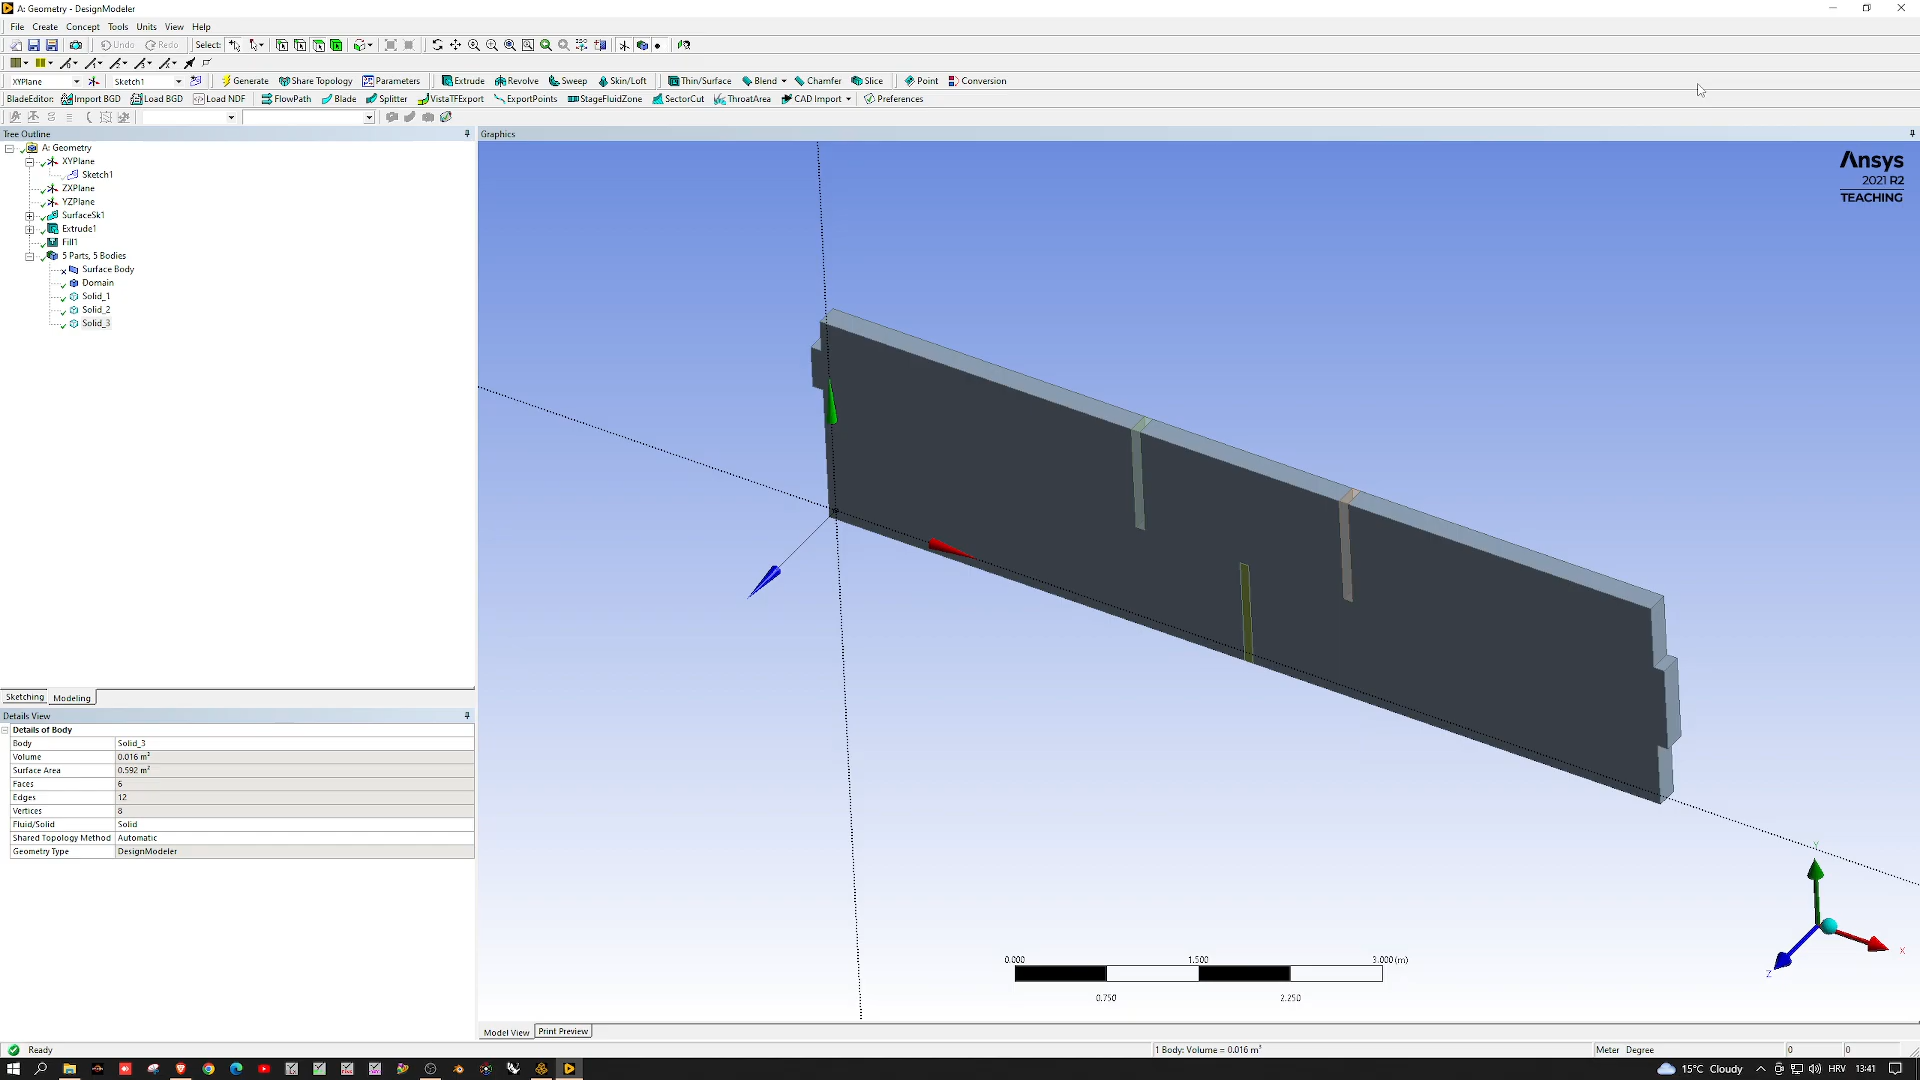 A: Geometry - DesignModeler
File Create Concept Tools Units View Help
Undo Redo Select:
XYPlane Sketch1 Generate Share Topology Parameters Extrude Revolve Sweep Skin/Loft Thin/Surface Blend Chamfer Slice Point Conversion
BladeEditor: Import BGD Load BGD Load NDF FlowPath Blade Splitter VistaTFExport ExportPoints StageFluidZone SectorCut ThroatArea CAD Import Preferences
Tree Outline
A: Geometry
XYPlane
Sketch1
ZXPlane
YZPlane
SurfaceSk1
Extrude1
Fill1
5 Parts, 5 Bodies
Surface Body
Domain
Solid_1
Solid_2
Solid_3
Sketching Modeling
Details View
Details of Body
Body Solid_3
Volume 0.016 m³
Surface Area 0.592 m²
Faces 6
Edges 12
Vertices 8
Fluid/Solid Solid
Shared Topology Method Automatic
Geometry Type DesignModeler
Graphics
Ansys
2021 R2
TEACHING
Y
X
Z
0.000 1.500 3.000 (m)
0.750 2.250
Model View Print Preview
Ready 1 Body: Volume = 0.016 m³ Meter Degree 0 0
15°C Cloudy HRV 13:41